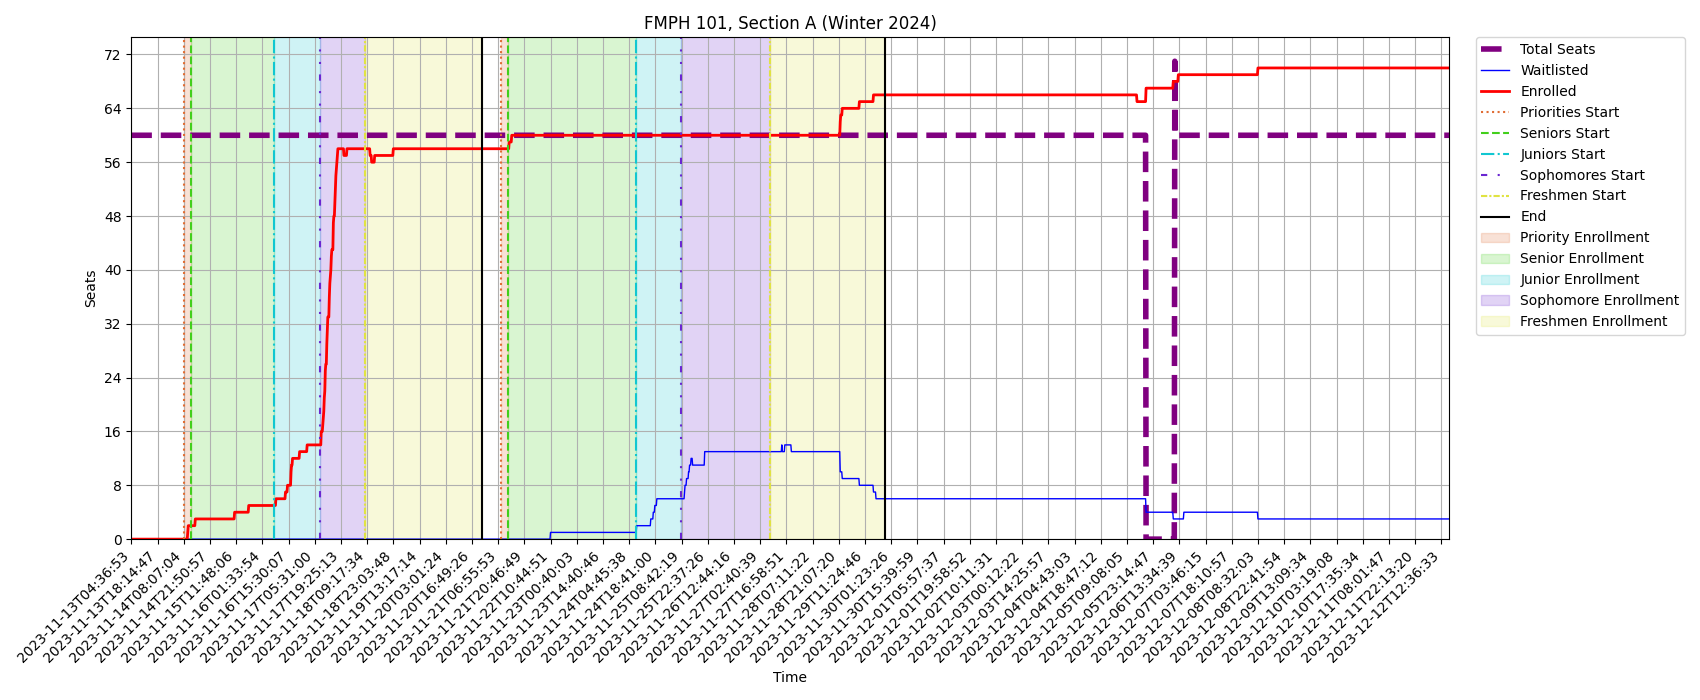 FMPH 101, Section A (Winter 2024)
Seats
72
64
56
48
40
32
24
16
8
0
2023-11-13T04:36:53
2023-11-13T18:14:47
2023-11-14T08:07:04
2023-11-14T21:50:57
2023-11-15T11:48:06
2023-11-16T01:33:54
2023-11-16T15:30:07
2023-11-17T05:31:00
2023-11-17T19:25:13
2023-11-18T09:17:34
2023-11-18T23:03:48
2023-11-19T13:17:14
2023-11-20T03:01:24
2023-11-20T16:49:26
2023-11-21T06:55:53
2023-11-21T20:46:49
2023-11-22T10:44:51
2023-11-23T00:40:03
2023-11-23T14:40:46
2023-11-24T04:45:38
2023-11-24T18:41:00
2023-11-25T08:42:19
2023-11-25T22:37:26
2023-11-26T12:44:16
2023-11-27T02:40:39
2023-11-27T16:58:51
2023-11-28T07:11:22
2023-11-28T21:07:20
2023-11-29T11:24:46
2023-11-30T01:23:26
2023-11-30T15:39:59
2023-12-01T05:57:37
2023-12-01T19:58:52
2023-12-02T10:11:31
2023-12-03T00:12:22
2023-12-03T14:25:57
2023-12-04T04:43:03
2023-12-04T18:47:12
2023-12-05T09:08:05
2023-12-05T23:14:47
2023-12-06T13:34:39
2023-12-07T03:46:15
2023-12-07T18:10:57
2023-12-08T08:32:03
2023-12-08T22:41:54
2023-12-09T13:09:34
2023-12-10T03:19:08
2023-12-10T17:35:34
2023-12-11T08:01:47
2023-12-11T22:13:20
2023-12-12T12:36:33
Time
Total Seats
Waitlisted
Enrolled
Priorities Start
Seniors Start
Juniors Start
Sophomores Start
Freshmen Start
End
Priority Enrollment
Senior Enrollment
Junior Enrollment
Sophomore Enrollment
Freshmen Enrollment